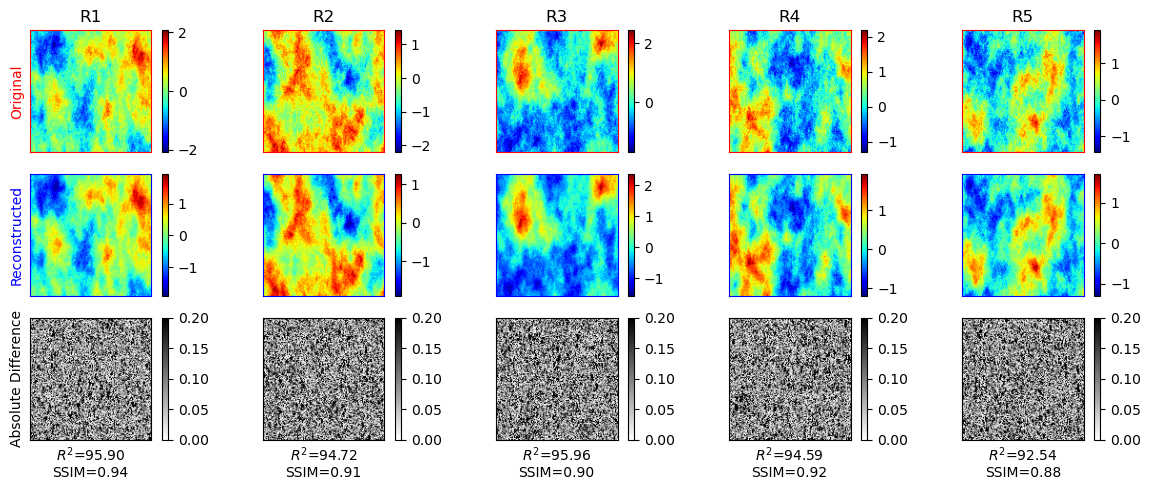 R1 R2 R3 R4 R5
Original
2 0 −2
1 0 −1 −2
2 0
2 1 0 −1
1 0 −1
Reconstructed
1 0 −1
1 0 −1
2 1 0 −1
1 0 −1
1 0 −1
Absolute Difference
0.20 0.15 0.10 0.05 0.00
0.20 0.15 0.10 0.05 0.00
0.20 0.15 0.10 0.05 0.00
0.20 0.15 0.10 0.05 0.00
0.20 0.15 0.10 0.05 0.00
R²=95.90 R²=94.72 R²=95.96 R²=94.59 R²=92.54
SSIM=0.94 SSIM=0.91 SSIM=0.90 SSIM=0.92 SSIM=0.88